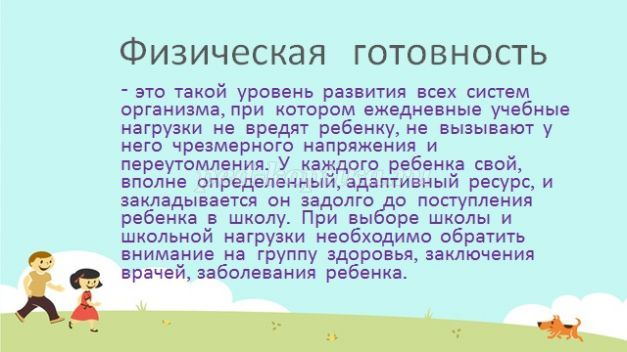 Физическая готовность
- это такой уровень развития всех систем
организма, при котором ежедневные учебные
нагрузки не вредят ребенку, не вызывают у
него чрезмерного напряжения и
переутомления. У каждого ребенка свой,
вполне определенный, адаптивный ресурс, и
закладывается он задолго до поступления
ребенка в школу. При выборе школы и
школьной нагрузки необходимо обратить
внимание на группу здоровья, заключения
врачей, заболевания ребенка.